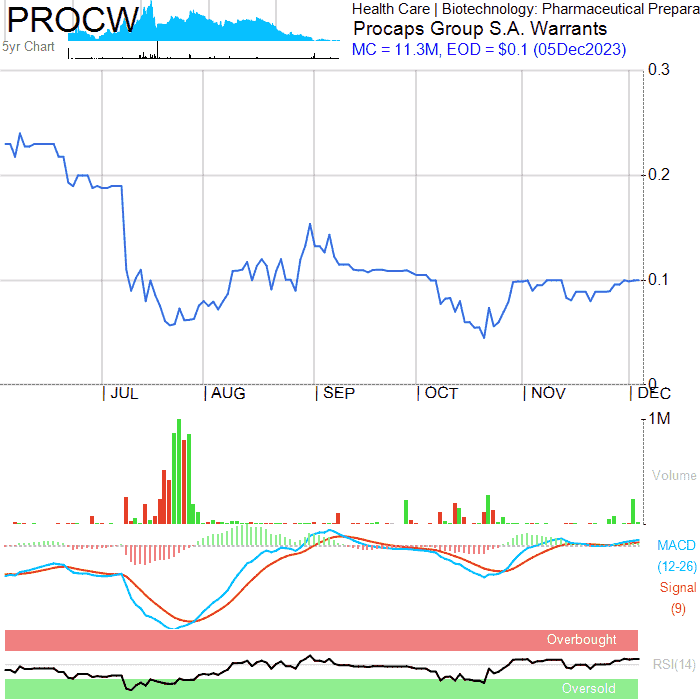 PROCW
5yr Chart
Health Care | Biotechnology: Pharmaceutical Prepara
Procaps Group S.A. Warrants
MC = 11.3M, EOD = $0.1 (05Dec2023)
0.3
0.2
0.1
0
| JUL | AUG | SEP | OCT | NOV | DEC
1M
Volume
MACD
(12-26)
Signal
(9)
Overbought
RSI(14)
Oversold